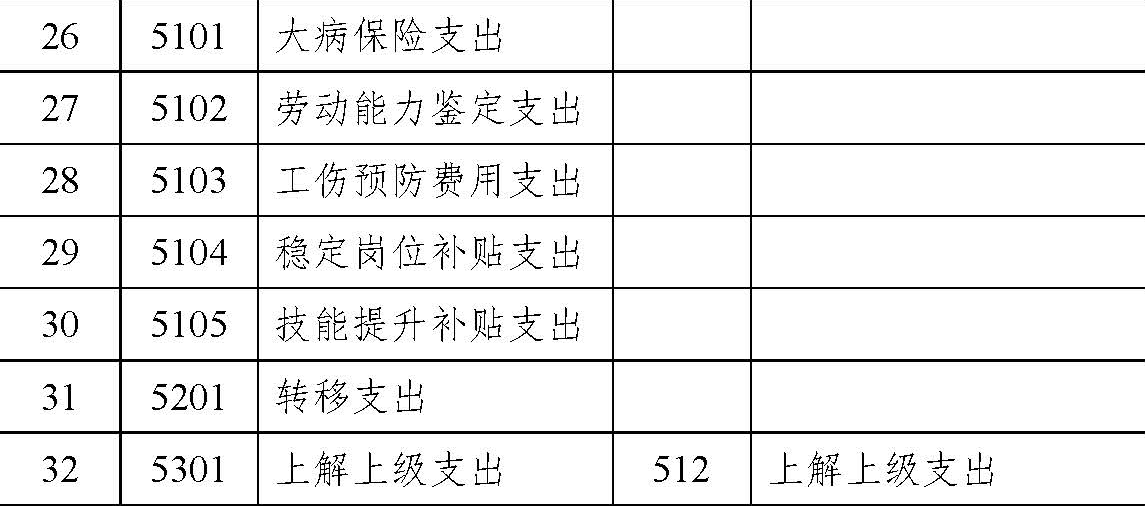 26 5101 大病保险支出
27 5102 劳动能力鉴定支出
28 5103 工伤预防费用支出
29 5104 稳定岗位补贴支出
30 5105 技能提升补贴支出
31 5201 转移支出
32 5301 上解上级支出 512 上解上级支出